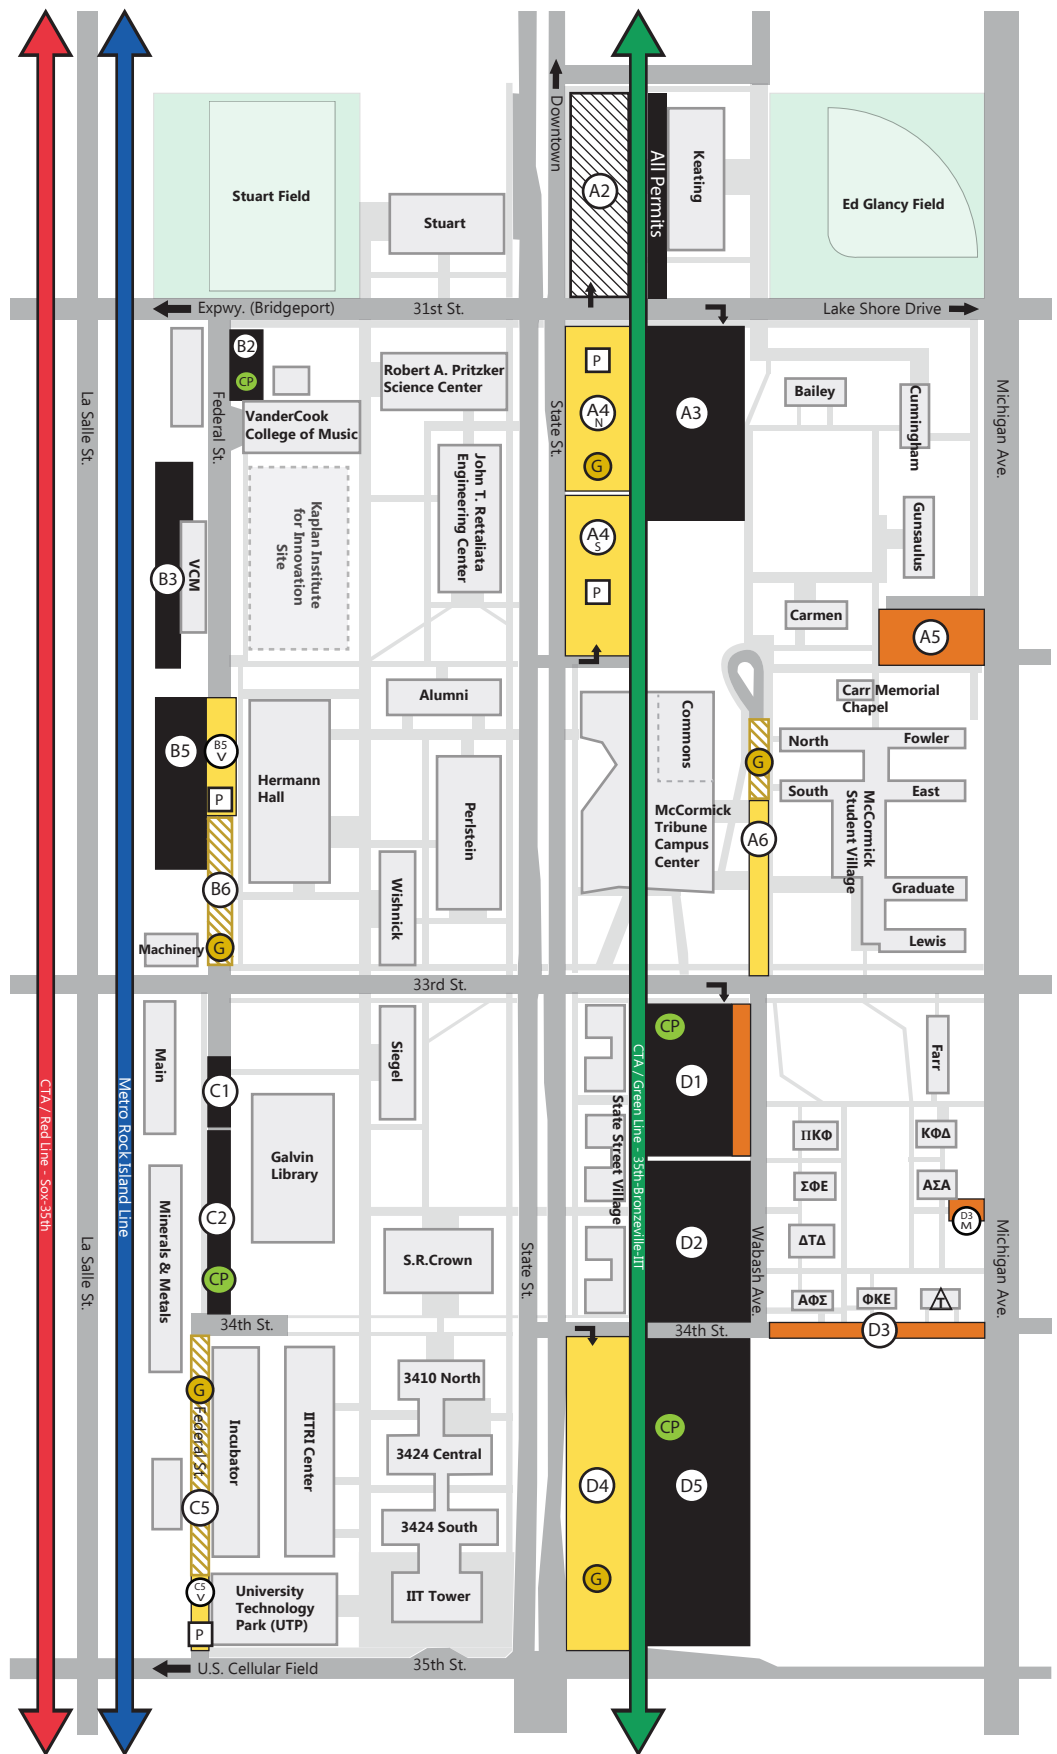 Downtown
Stuart Field
Stuart
A2
All Permits
Keating
Ed Glancy Field
Expwy. (Bridgeport)
31st St.
Lake Shore Drive
B2
CP
Robert A. Pritzker
Science Center
P
A4
N
G
A3
Bailey
Cunningham
La Salle St.
Federal St.
VanderCook
College of Music
State St.
Michigan Ave.
John T. Rettaliata
Engineering Center
Kaplan Institute
for Innovation
Site
A4
S
P
Gunsaulus
B3
VCM
Carmen
A5
Alumni
Carr Memorial
Chapel
B5
B5
V
P
Hermann
Hall
Commons
G
North
Fowler
South
East
McCormick
Student Village
Perlstein
McCormick
Tribune
Campus
Center
A6
B6
Wishnick
Graduate
Machinery
G
Lewis
33rd St.
Main
Siegel
CP
Farr
CTA / Red Line - Sox-35th
Metro Rock Island Line
CTA / Green Line - 35th-Bronzeville-IIT
C1
D1
State Street Village
ΠΚΦ
ΚΦΔ
Galvin
Library
ΣΦΕ
ΑΣΑ
Minerals & Metals
C2
D3
M
La Salle St.
CP
S.R.Crown
State St.
D2
Wabash Ave.
ΔΤΔ
Michigan Ave.
ΑΦΣ
ΦΚΕ
T
34th St.
34th St.
D3
3410 North
G
Federal St.
Incubator
IITRI Center
CP
3424 Central
C5
D4
D5
3424 South
G
C5
V
P
University
Technology
Park (UTP)
IIT Tower
U.S. Cellular Field
35th St.